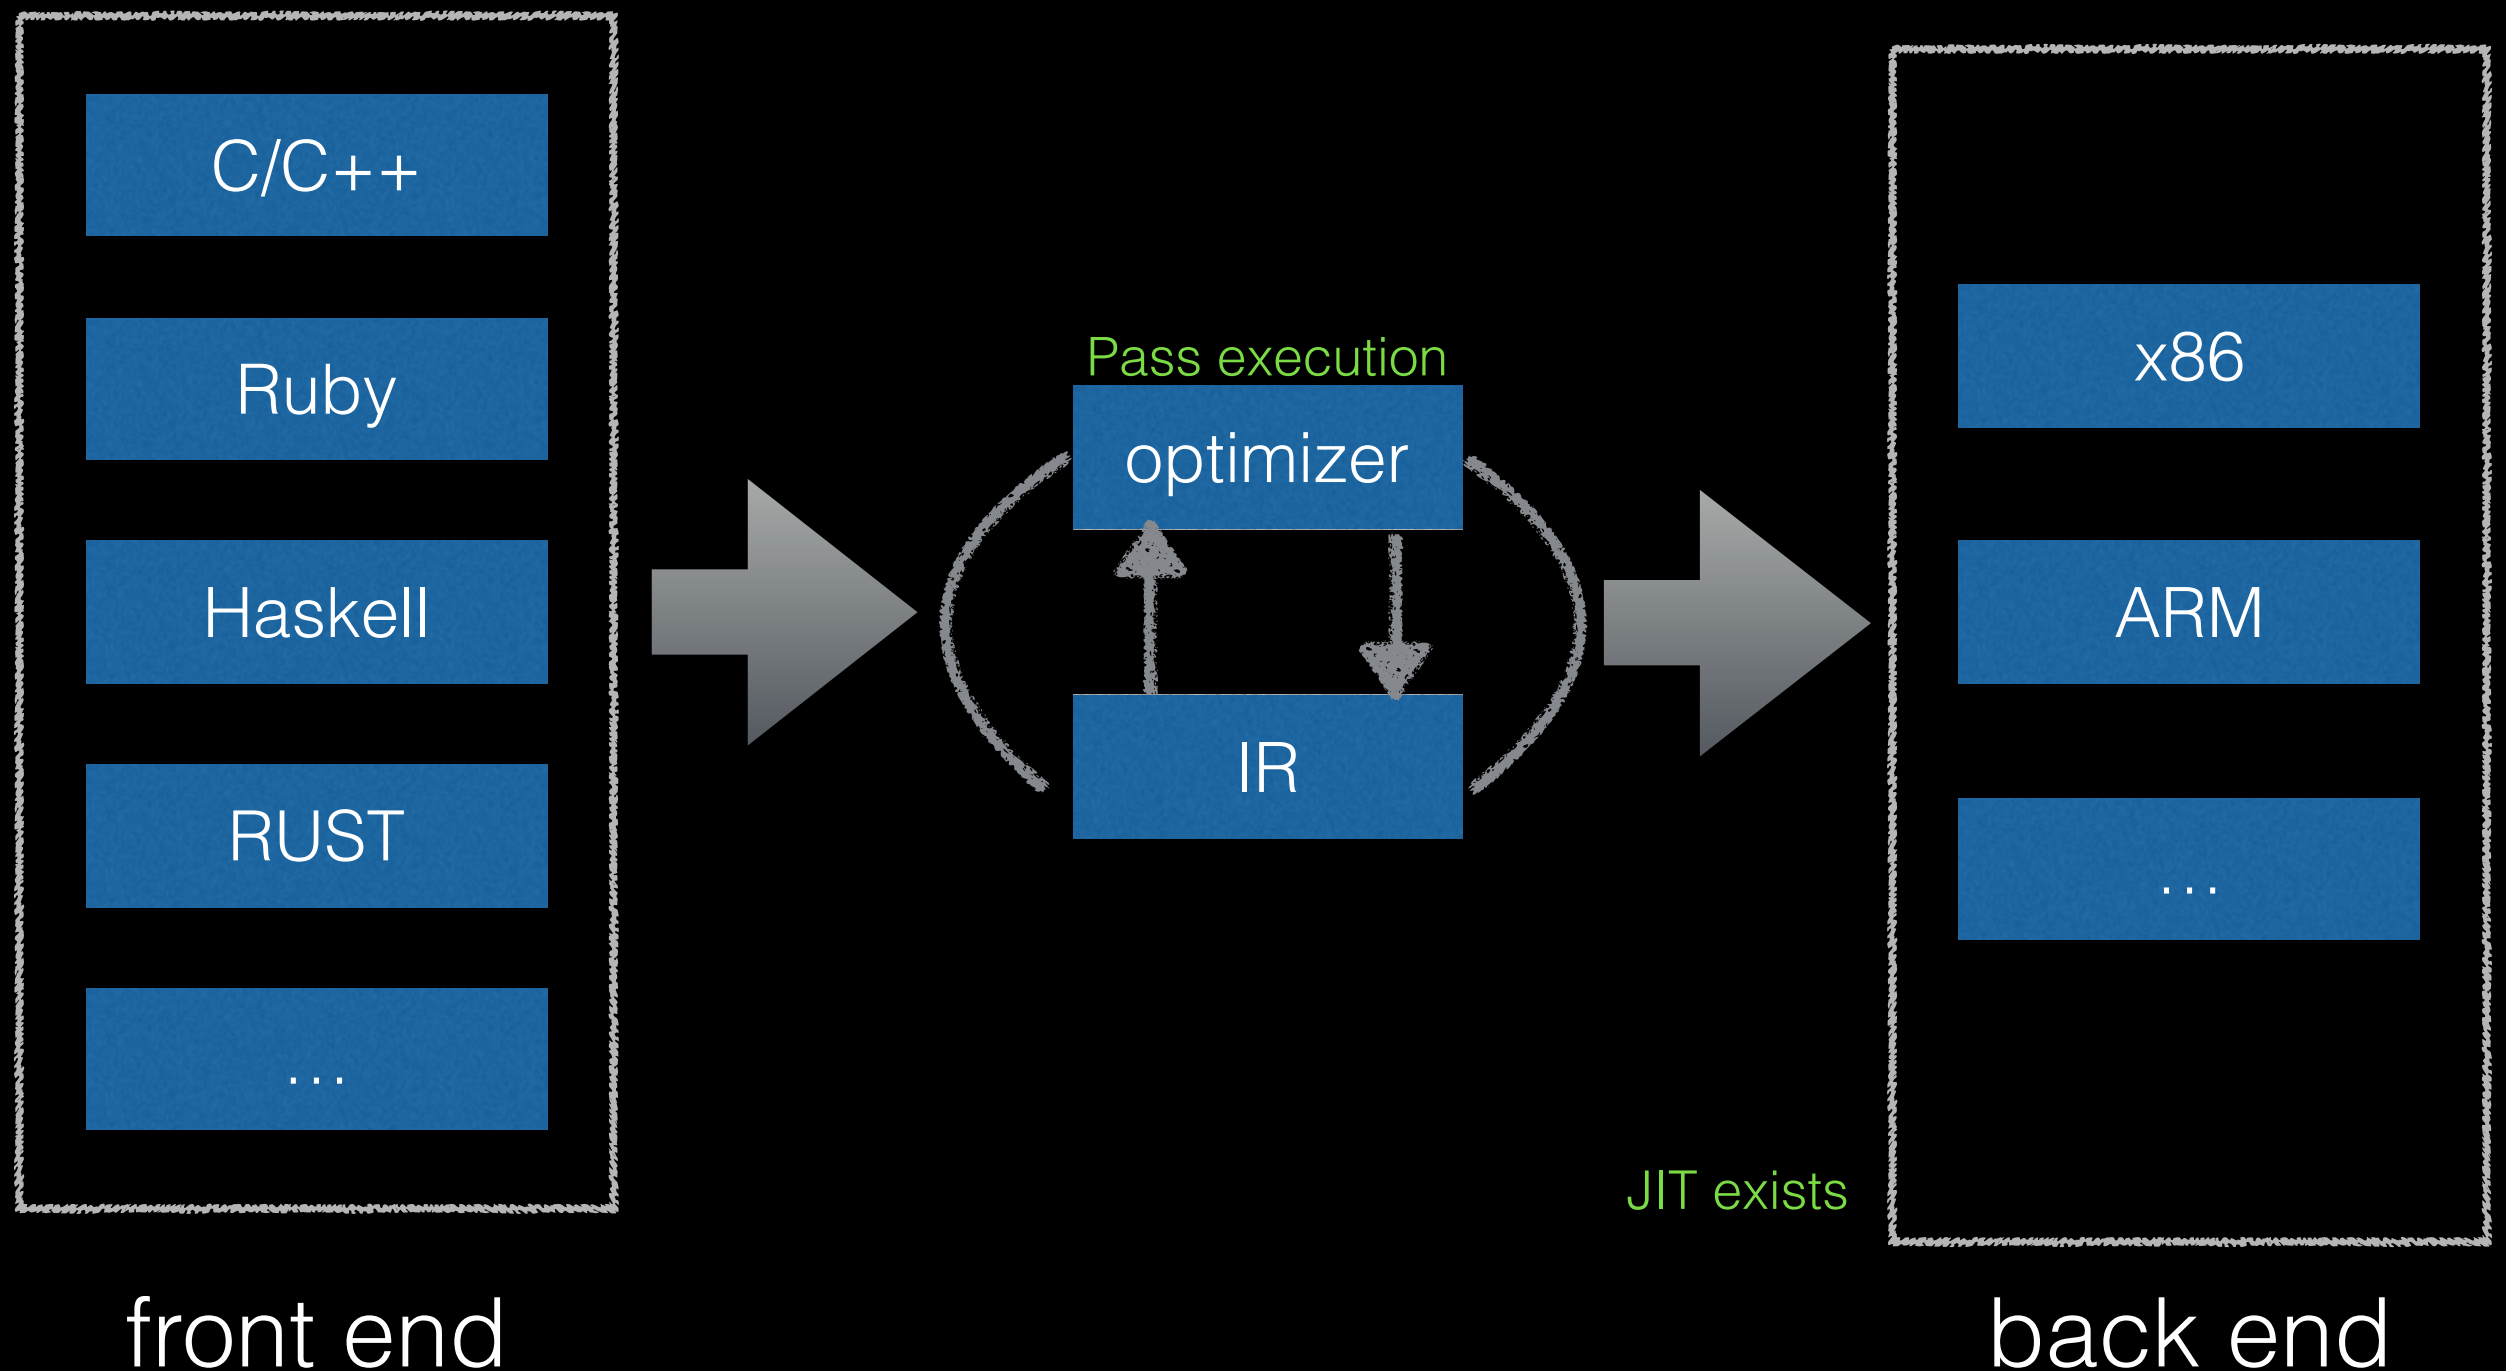 C/C++
Ruby
Haskell
RUST
...
front end
Pass execution
optimizer
IR
JIT exists
x86
ARM
...
back end